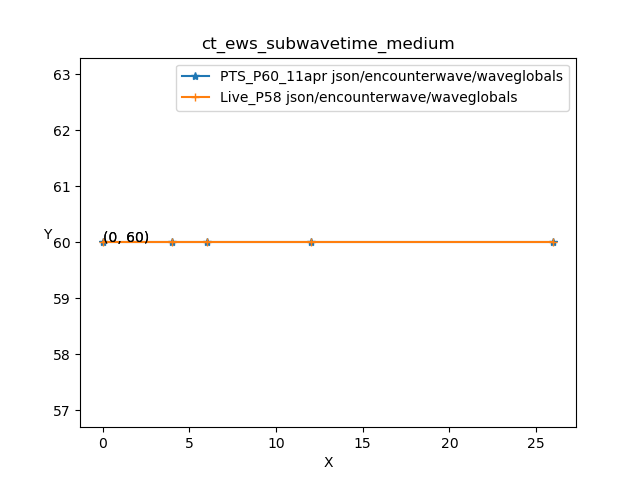 ct_ews_subwavetime_medium
PTS_P60_11apr json/encounterwave/waveglobals
Live_P58 json/encounterwave/waveglobals
63
62
61
Y
(0, 60)
60
59
58
57
0 5 10 15 20 25
X